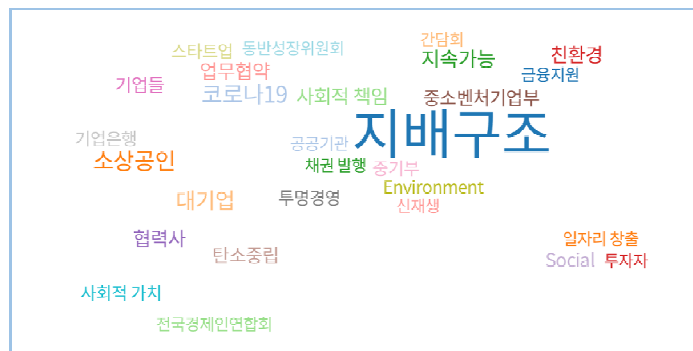 간담회
스타트업 동반성장위원회
지속가능 친환경
업무협약
금융지원
기업들
코로나19 사회적 책임 중소벤처기업부
지배구조
기업은행
공공기관
소상공인
채권 발행 중기부
Environment
대기업 투명경영
신재생
협력사
일자리 창출
탄소중립
Social 투자자
사회적 가치
전국경제인연합회